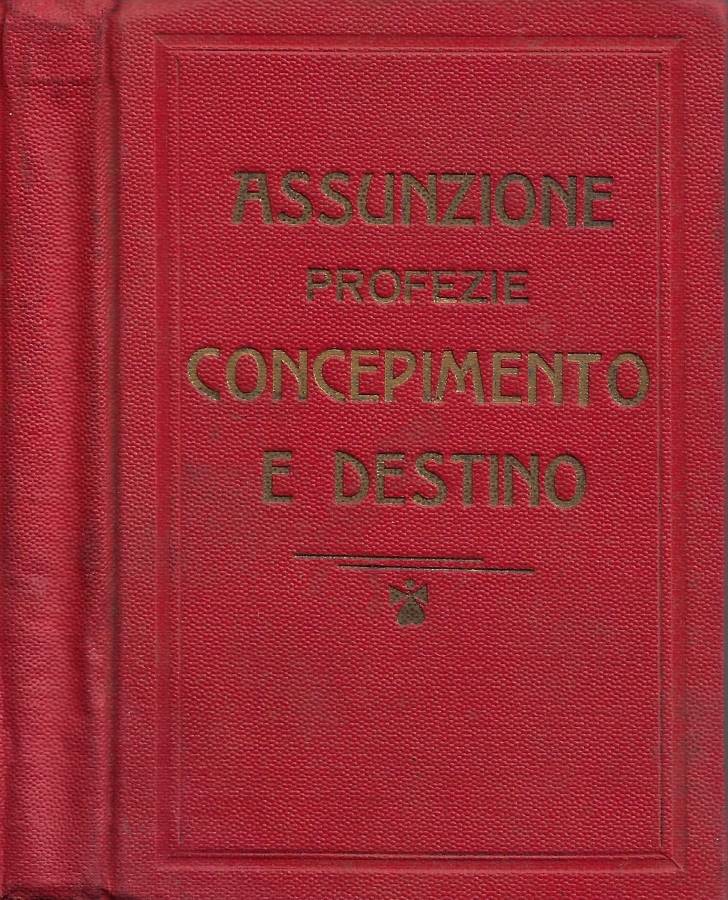 ASSUNZIONE
PROFEZIE
CONCEPIMENTO
E DESTINO